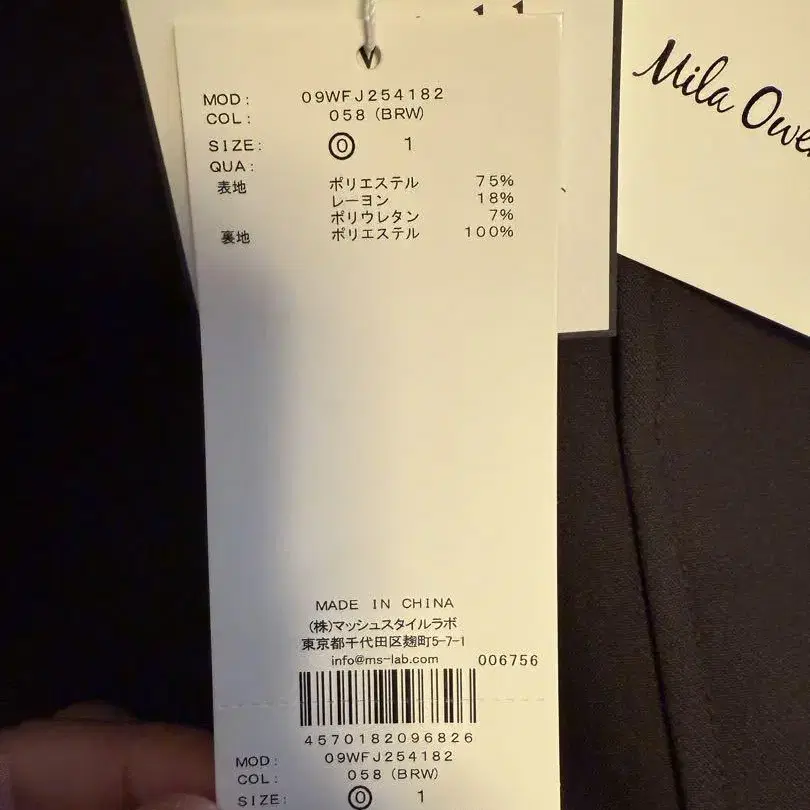 Mila Owe
MOD: 09WFJ254182
COL: 058 (BRW)
SIZE: 0 1
QUA:
表地 ポリエステル 75%
レーヨン 18%
ポリウレタン 7%
裏地 ポリエステル 100%
MADE IN CHINA
(株)マッシュスタイルラボ
東京都千代田区麹町5-7-1
info@ms-lab.com 006756
4570182096826
MOD: 09WFJ254182
COL: 058 (BRW)
SIZE: 0 1